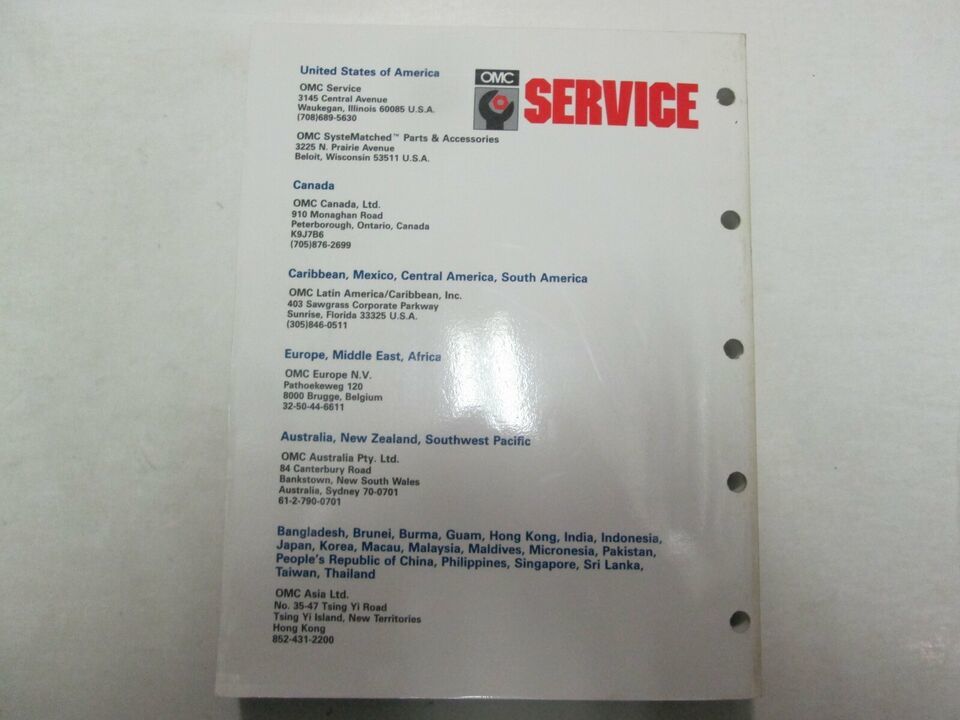 OMC
SERVICE
United States of America
OMC Service
3145 Central Avenue
Waukegan, Illinois 60085 U.S.A.
(708)689-5630
OMC SysteMatched™ Parts & Accessories
3225 N. Prairie Avenue
Beloit, Wisconsin 53511 U.S.A.
Canada
OMC Canada, Ltd.
910 Monaghan Road
Peterborough, Ontario, Canada
K9J7B6
(705)876-2699
Caribbean, Mexico, Central America, South America
OMC Latin America/Caribbean, Inc.
403 Sawgrass Corporate Parkway
Sunrise, Florida 33325 U.S.A.
(305)846-0511
Europe, Middle East, Africa
OMC Europe N.V.
Pathoekeweg 120
8000 Brugge, Belgium
32-50-44-6611
Australia, New Zealand, Southwest Pacific
OMC Australia Pty. Ltd.
84 Canterbury Road
Bankstown, New South Wales
Australia, Sydney 70-0701
61-2-790-0701
Bangladesh, Brunei, Burma, Guam, Hong Kong, India, Indonesia,
Japan, Korea, Macau, Malaysia, Maldives, Micronesia, Pakistan,
People's Republic of China, Philippines, Singapore, Sri Lanka,
Taiwan, Thailand
OMC Asia Ltd.
No. 35-47 Tsing Yi Road
Tsing Yi Island, New Territories
Hong Kong
852-431-2200